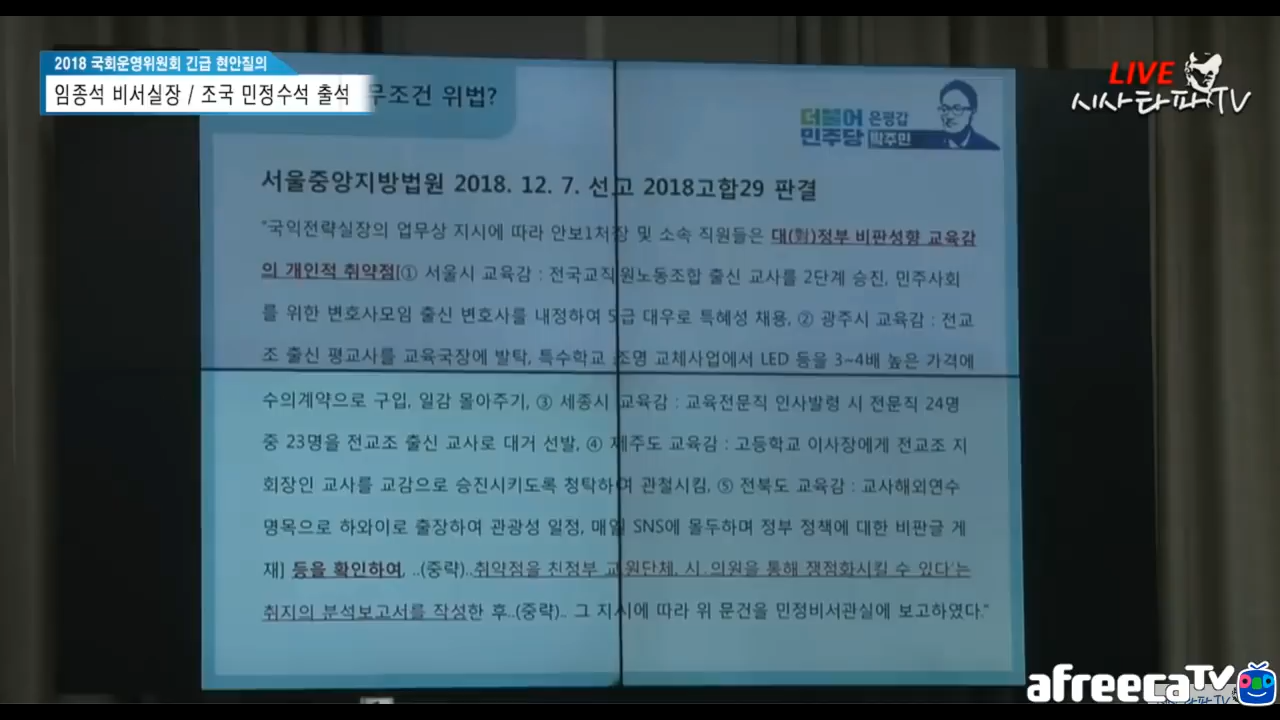 2018 국회운영위원회 긴급 현안질의
임종석 비서실장 / 조국 민정수석 출석
무조건 위법?
LIVE
시사타파TV
더불어 은평갑
민주당 박주민
서울중앙지방법원 2018. 12. 7. 선고 2018고합29 판결
"국익전략실장의 업무상 지시에 따라 안보1처장 및 소속 직원들은 대(對)정부 비판성향 교육감
의 개인적 취약점[① 서울시 교육감 : 전국교직원노동조합 출신 교사를 2단계 승진, 민주사회
를 위한 변호사모임 출신 변호사를 내정하여 5급 대우로 특혜성 채용, ② 광주시 교육감 : 전교
조 출신 평교사를 교육국장에 발탁, 특수학교 조명 교체사업에서 LED 등을 3~4배 높은 가격에
수의계약으로 구입, 일감 몰아주기, ③ 세종시 교육감 : 교육전문직 인사발령 시 전문직 24명
중 23명을 전교조 출신 교사로 대거 선발, ④ 제주도 교육감 : 고등학교 이사장에게 전교조 지
회장인 교사를 교감으로 승진시키도록 청탁하여 관철시킴, ⑤ 전북도 교육감 : 교사해외연수
명목으로 하와이로 출장하여 관광성 일정, 매일 SNS에 몰두하며 정부 정책에 대한 비판글 게
재] 등을 확인하여, ..(중략)..취약점을 친정부 교원단체, 시 의원을 통해 쟁점화시킬 수 있다'는
취지의 분석보고서를 작성한 후..(중략).. 그 지시에 따라 위 문건을 민정비서관실에 보고하였다."
afreecaTV
시사타파TV